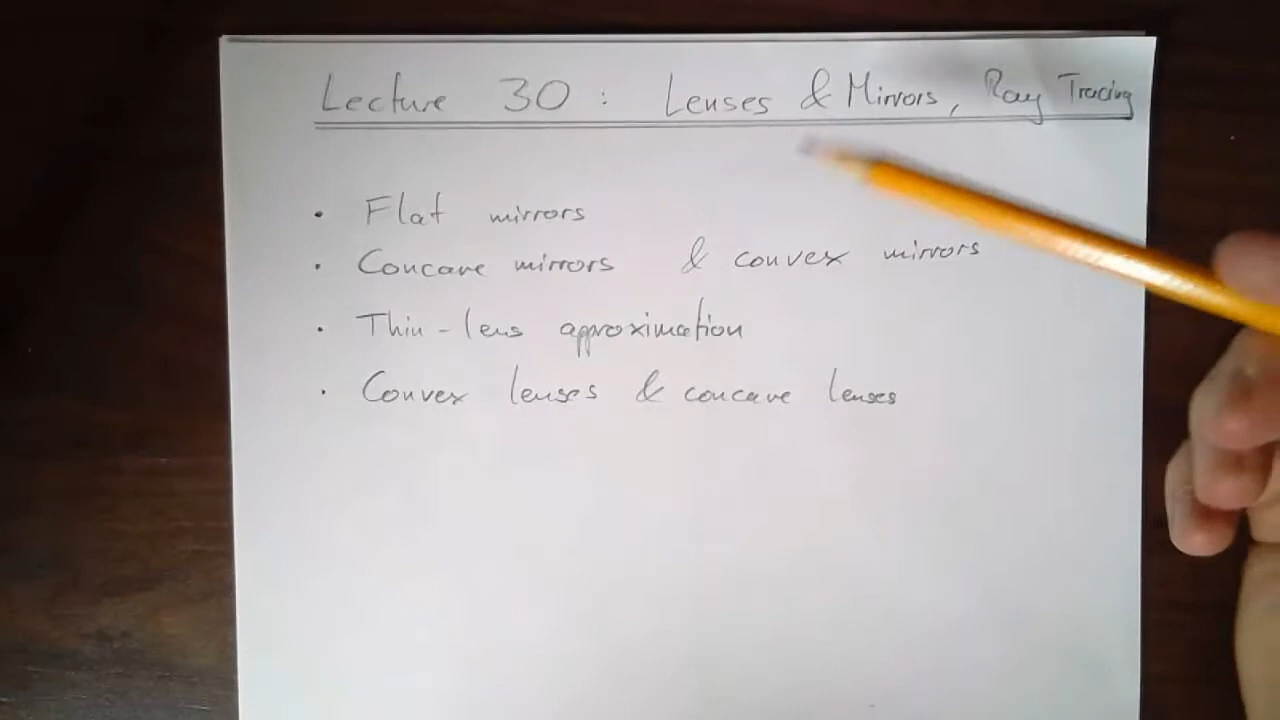 Lecture 30 : Lenses & Mirrors, Ray Tracing
• Flat mirrors
• Concave mirrors & convex mirrors
• Thin-lens approximation
• Convex lenses & concave lenses